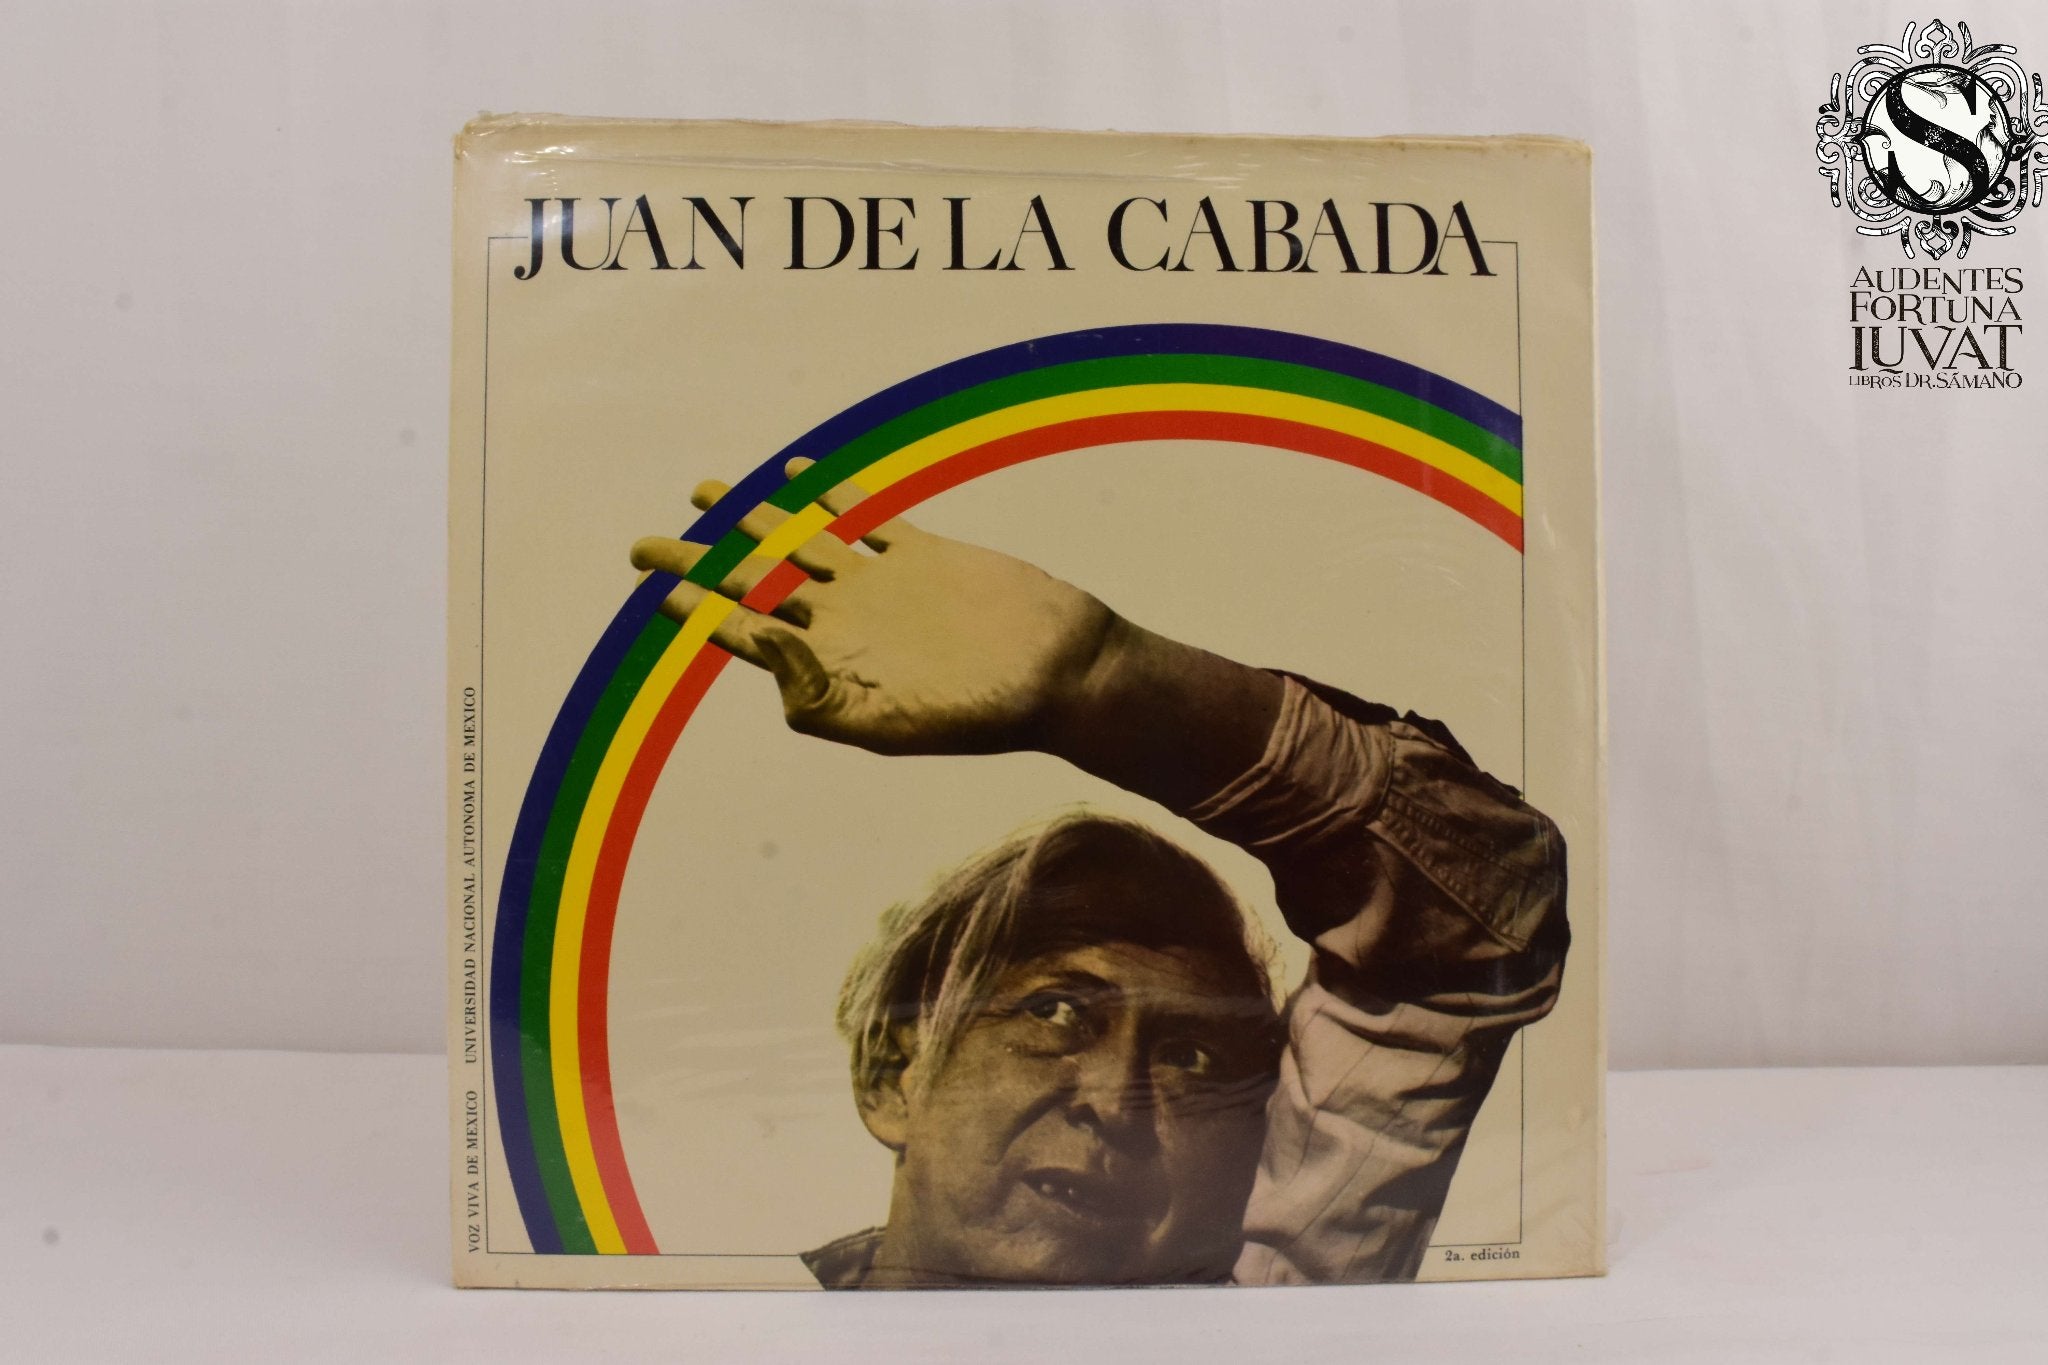 JUAN DE LA CABADA
VOZ VIVA DE MEXICO UNIVERSIDAD NACIONAL AUTONOMA DE MEXICO
2a. edición
S
AUDENTES
FORTUNA
IUVAT
LIBROS DR. SÁMANO